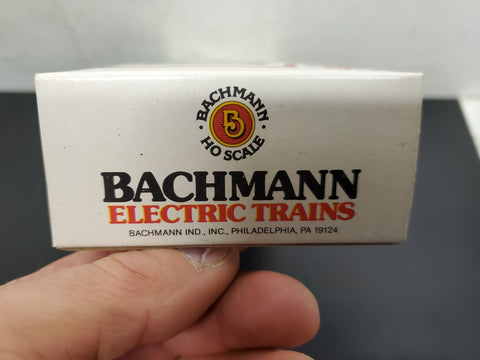 BACHMANN
B
HO SCALE
BACHMANN
ELECTRIC TRAINS
BACHMANN IND., INC., PHILADELPHIA, PA 19124